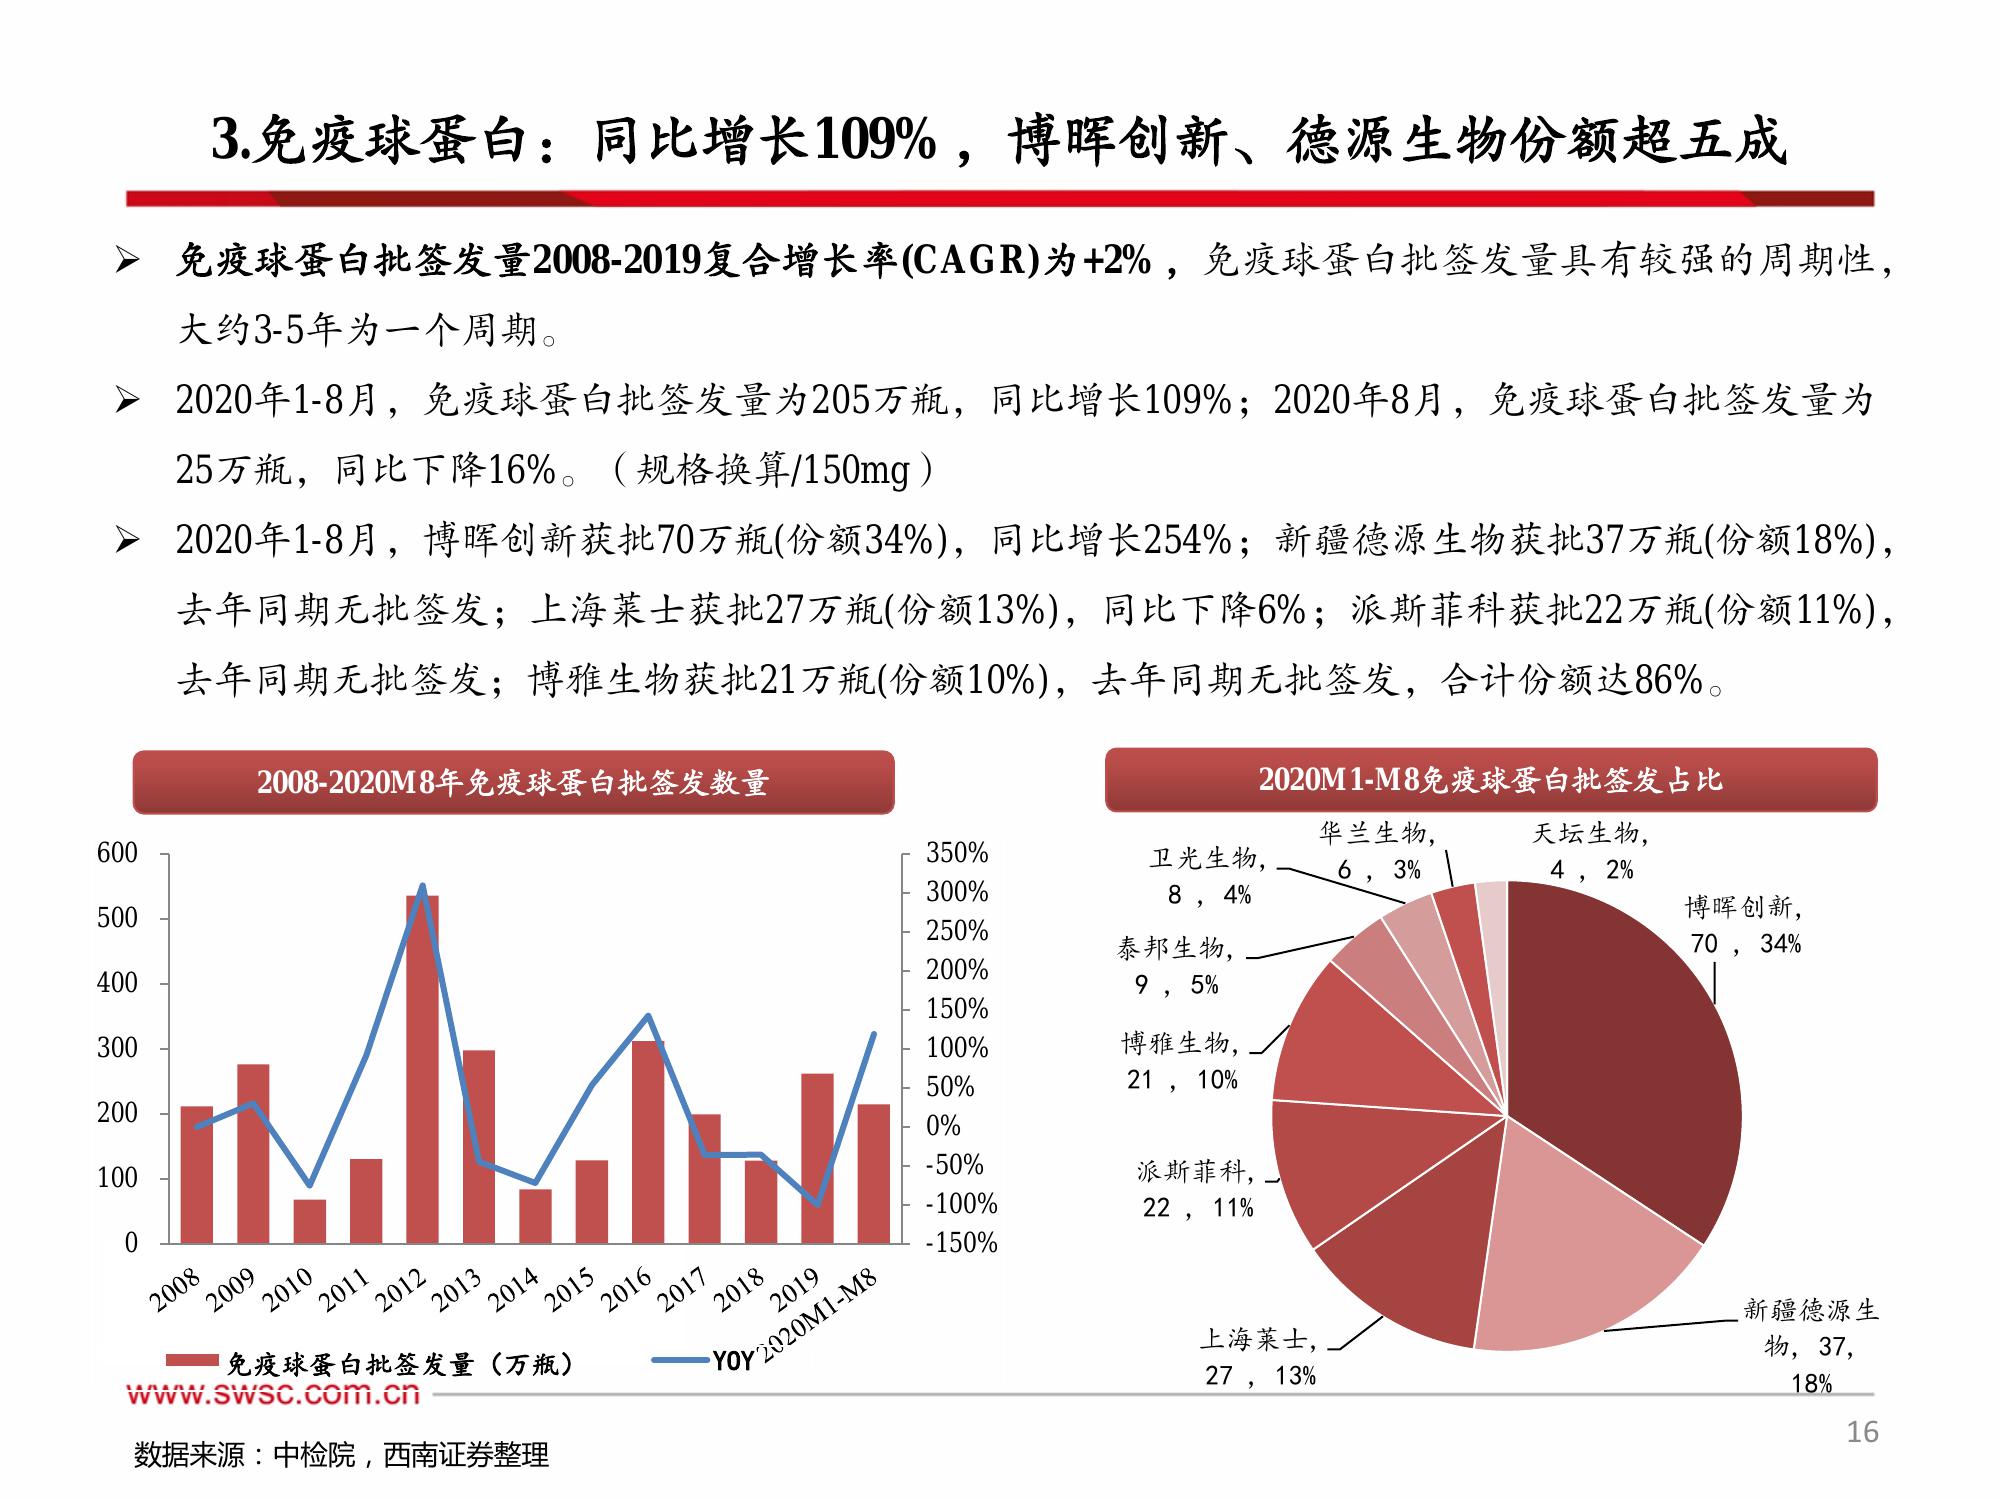 3.免疫球蛋白：同比增长109%，博晖创新、德源生物份额超五成
➢ 免疫球蛋白批签发量2008-2019复合增长率(CAGR)为+2%，免疫球蛋白批签发量具有较强的周期性，
大约3-5年为一个周期。
➢ 2020年1-8月，免疫球蛋白批签发量为205万瓶，同比增长109%；2020年8月，免疫球蛋白批签发量为
25万瓶，同比下降16%。（规格换算/150mg）
➢ 2020年1-8月，博晖创新获批70万瓶(份额34%)，同比增长254%；新疆德源生物获批37万瓶(份额18%)，
去年同期无批签发；上海莱士获批27万瓶(份额13%)，同比下降6%；派斯菲科获批22万瓶(份额11%)，
去年同期无批签发；博雅生物获批21万瓶(份额10%)，去年同期无批签发，合计份额达86%。
2008-2020M8年免疫球蛋白批签发数量
600
500
400
300
200
100
0
350%
300%
250%
200%
150%
100%
50%
0%
-50%
-100%
-150%
2008
2009
2010
2011
2012
2013
2014
2015
2016
2017
2018
2019
2020M1-M8
免疫球蛋白批签发量（万瓶）
YOY
2020M1-M8免疫球蛋白批签发占比
华兰生物,
6 , 3%
天坛生物,
4 , 2%
卫光生物,
8 , 4%
博晖创新,
70 , 34%
泰邦生物,
9 , 5%
博雅生物,
21 , 10%
派斯菲科,
22 , 11%
上海莱士,
27 , 13%
新疆德源生
物, 37,
18%
www.swsc.com.cn
数据来源：中检院，西南证券整理
16